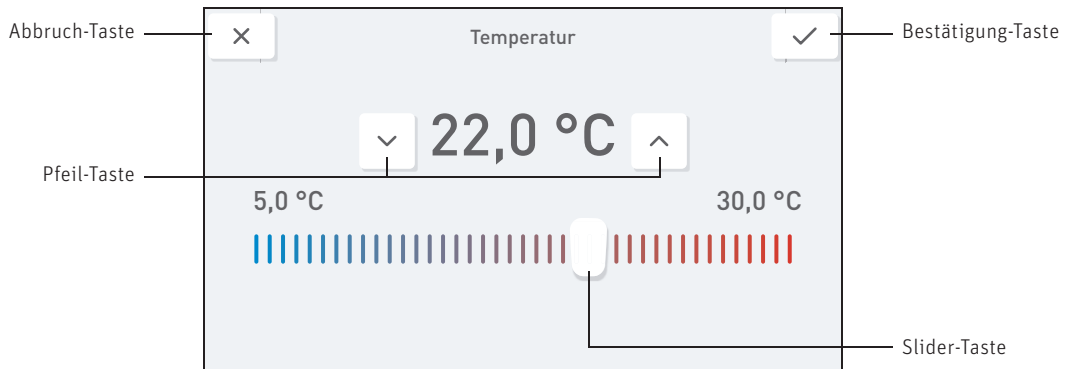 Abbruch-Taste
Temperatur
Bestätigung-Taste
22,0 °C
Pfeil-Taste
5,0 °C
30,0 °C
Slider-Taste